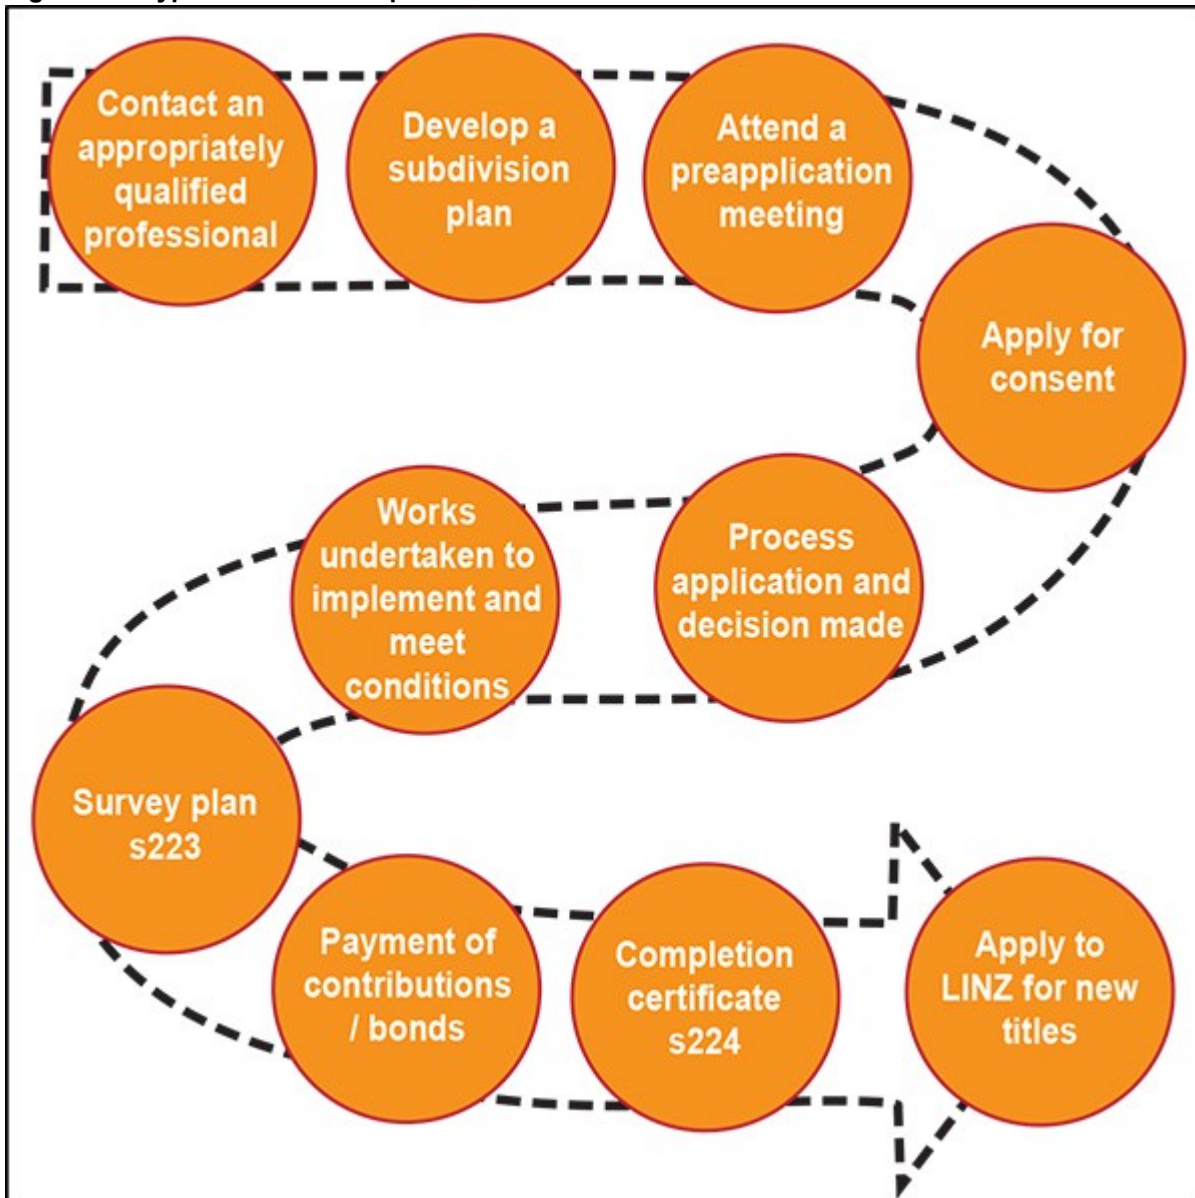 Contact an
appropriately
qualified
professional
Develop a
subdivision
plan
Attend a
preapplication
meeting
Apply for
consent
Process
application and
decision made
Works
undertaken to
implement and
meet
conditions
Survey plan
s223
Payment of
contributions
/ bonds
Completion
certificate
s224
Apply to
LINZ for new
titles